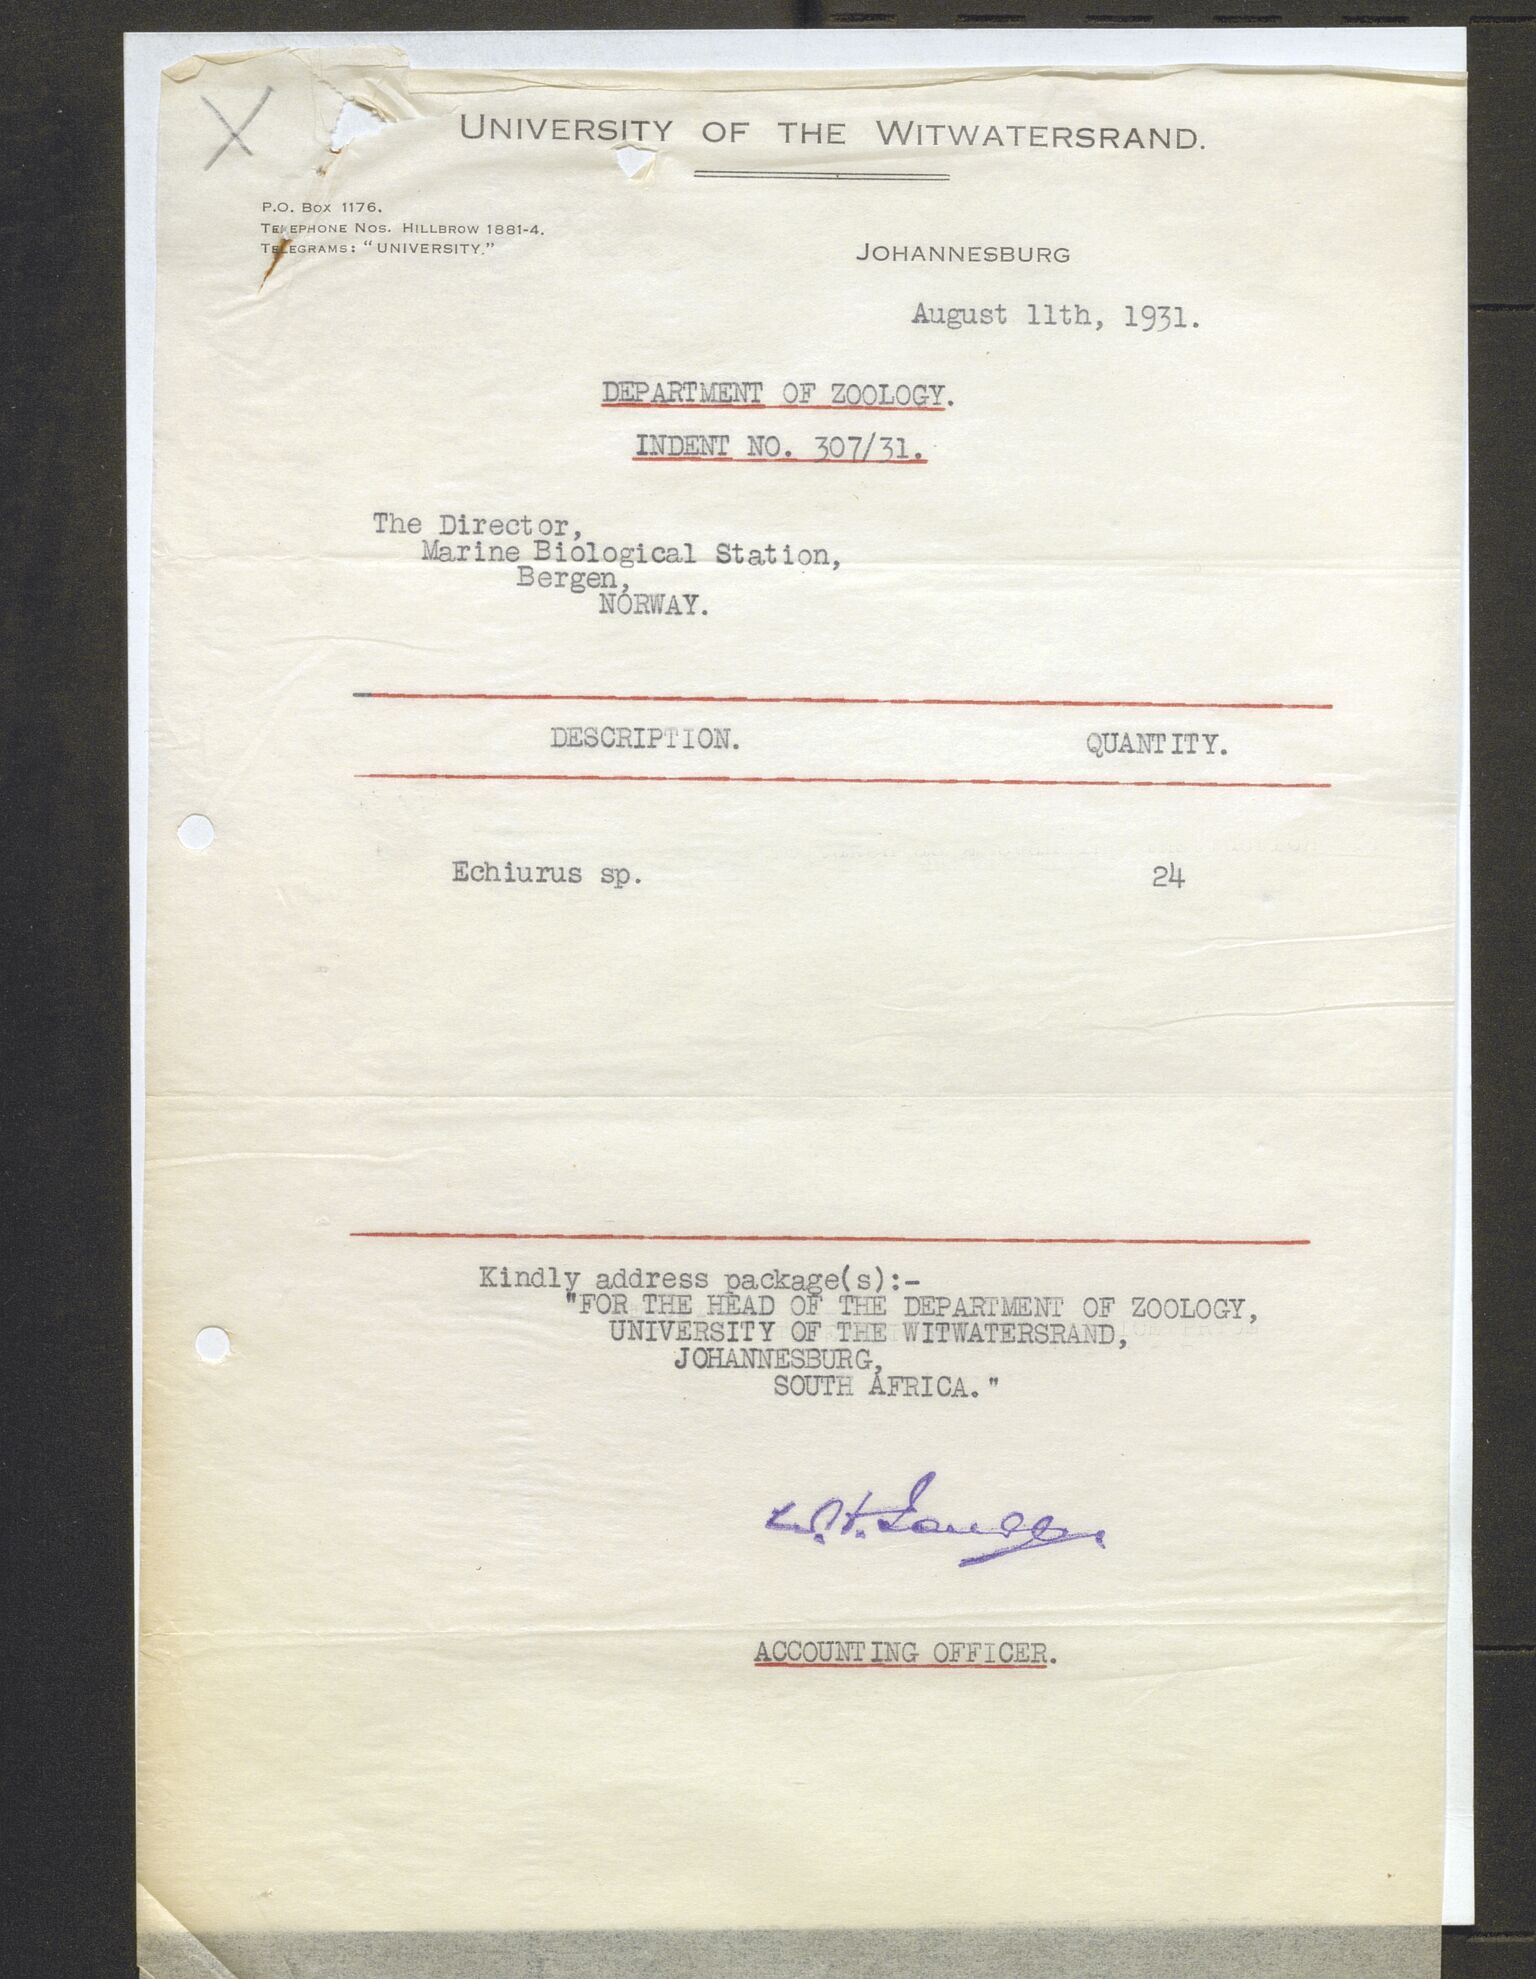 UNIVERSITY OF THE WITWATERSRAND.
P.O. BOX 1176.
TELEPHONE NOS. HILLBROW 1881-4.
TELEGRAMS: "UNIVERSITY."
JOHANNESBURG
August 11th, 1931.
DEPARTMENT OF ZOOLOGY.
INDENT NO. 307/31.
The Director,
Marine Biological Station,
Bergen,
NORWAY.
DESCRIPTION. QUANTITY.
Echiurus sp. 24
Kindly address package(s):-
"FOR THE HEAD OF THE DEPARTMENT OF ZOOLOGY,
UNIVERSITY OF THE WITWATERSRAND,
JOHANNESBURG,
SOUTH AFRICA."
ACCOUNTING OFFICER.